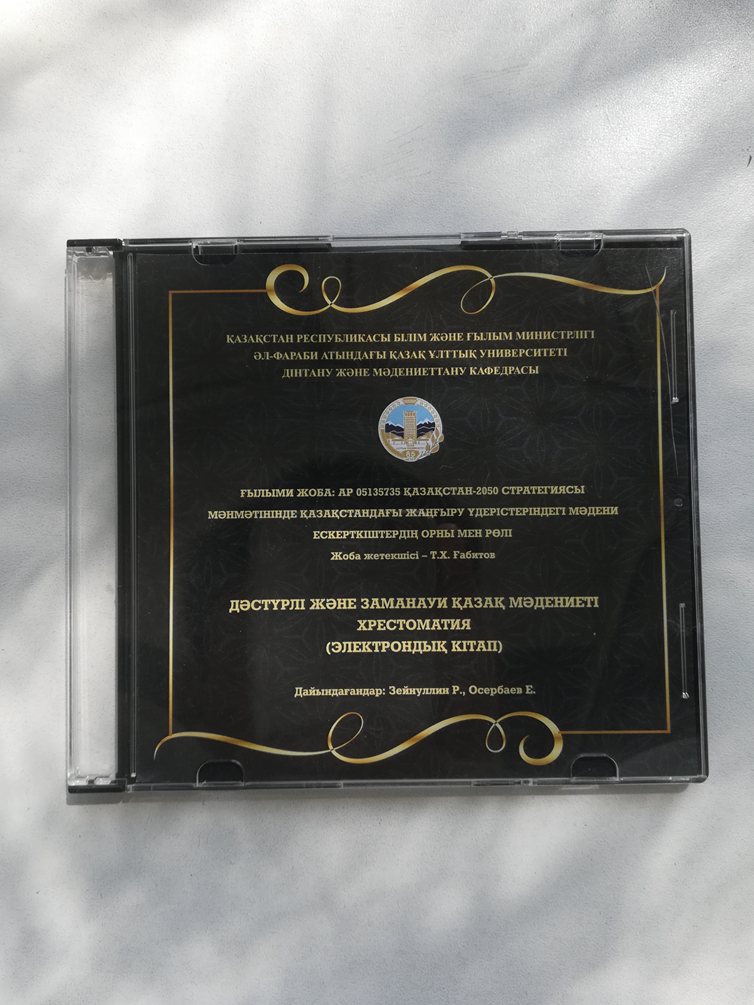 ҚАЗАҚСТАН РЕСПУБЛИКАСЫ БІЛІМ ЖӘНЕ ҒЫЛЫМ МИНИСТРЛІГІ
ӘЛ-ФАРАБИ АТЫНДАҒЫ ҚАЗАҚ ҰЛТТЫҚ УНИВЕРСИТЕТІ
ДІНТАНУ ЖӘНЕ МӘДЕНИЕТТАНУ КАФЕДРАСЫ
85
ҒЫЛЫМИ ЖОБА: АР 05135735 ҚАЗАҚСТАН-2050 СТРАТЕГИЯСЫ
МӘНМӘТІНІНДЕ ҚАЗАҚСТАНДАҒЫ ЖАҢҒЫРУ ҮДЕРІСТЕРІНДЕГІ МӘДЕНИ
ЕСКЕРТКІШТЕРДІҢ ОРНЫ МЕН РӨЛІ
Жоба жетекшісі – Т.Х. Ғабитов
ДӘСТҮРЛІ ЖӘНЕ ЗАМАНАУИ ҚАЗАҚ МӘДЕНИЕТІ
ХРЕСТОМАТИЯ
(ЭЛЕКТРОНДЫҚ КІТАП)
Дайындағандар: Зейнуллин Р., Осербаев Е.